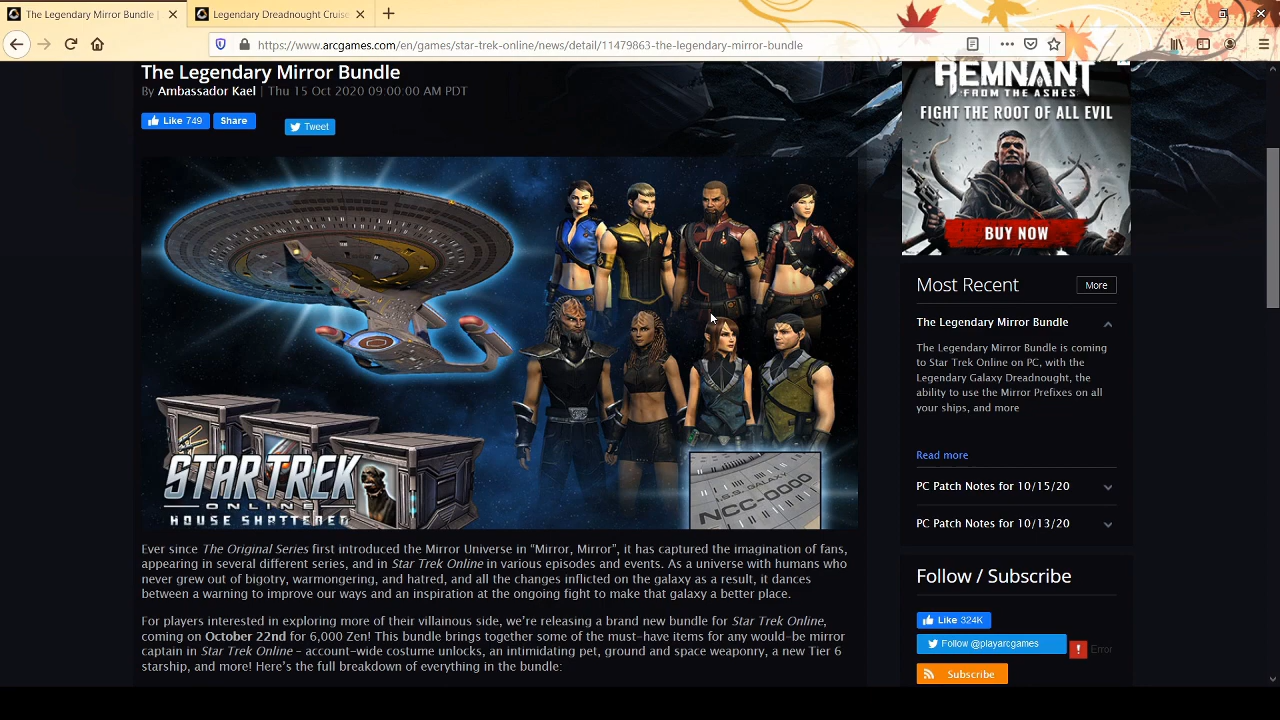 The Legendary Mirror Bundle |
Legendary Dreadnought Cruise
https://www.arcgames.com/en/games/star-trek-online/news/detail/11479863-the-legendary-mirror-bundle
The Legendary Mirror Bundle
By Ambassador Kael | Thu 15 Oct 2020 09:00:00 AM PDT
Like 749
Share
Tweet
STAR TREK
ONLINE
HOUSE SHATTERED
I.S.S. GALAXY
NCC-0000
Ever since The Original Series first introduced the Mirror Universe in "Mirror, Mirror", it has captured the imagination of fans,
appearing in several different series, and in Star Trek Online in various episodes and events. As a universe with humans who
never grew out of bigotry, warmongering, and hatred, and all the changes inflicted on the galaxy as a result, it dances
between a warning to improve our ways and an inspiration at the ongoing fight to make that galaxy a better place.
For players interested in exploring more of their villainous side, we're releasing a brand new bundle for Star Trek Online,
coming on October 22nd for 6,000 Zen! This bundle brings together some of the must-have items for any would-be mirror
captain in Star Trek Online – account-wide costume unlocks, an intimidating pet, ground and space weaponry, a new Tier 6
starship, and more! Here's the full breakdown of everything in the bundle:
REMNANT
FROM THE ASHES
FIGHT THE ROOT OF ALL EVIL
BUY NOW
Most Recent
More
The Legendary Mirror Bundle
The Legendary Mirror Bundle is coming
to Star Trek Online on PC, with the
Legendary Galaxy Dreadnought, the
ability to use the Mirror Prefixes on all
your ships, and more
Read more
PC Patch Notes for 10/15/20
PC Patch Notes for 10/13/20
Follow / Subscribe
Like 324K
Follow @playarcgames
Error
Subscribe